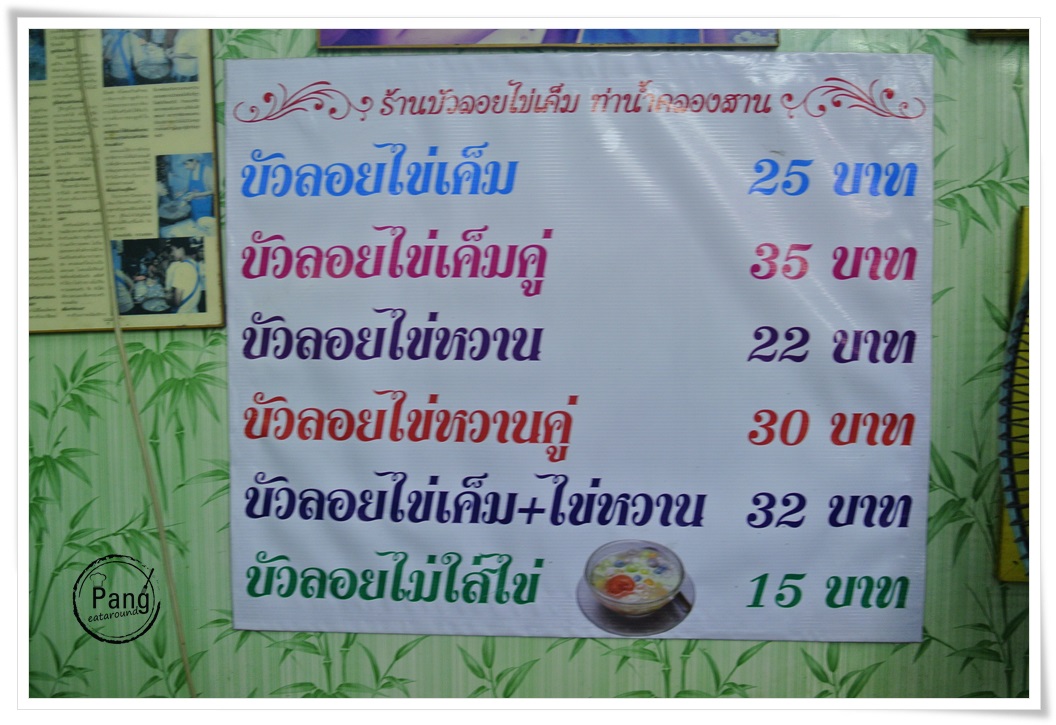 ร้านบัวลอยไข่เค็ม ท่าน้ำคลองสาน
บัวลอยไข่เค็ม 25 บาท
บัวลอยไข่เค็มคู่ 35 บาท
บัวลอยไข่หวาน 22 บาท
บัวลอยไข่หวานคู่ 30 บาท
บัวลอยไข่เค็ม+ไข่หวาน 32 บาท
บัวลอยไม่ใส่ไข่ 15 บาท
Pang
eataround